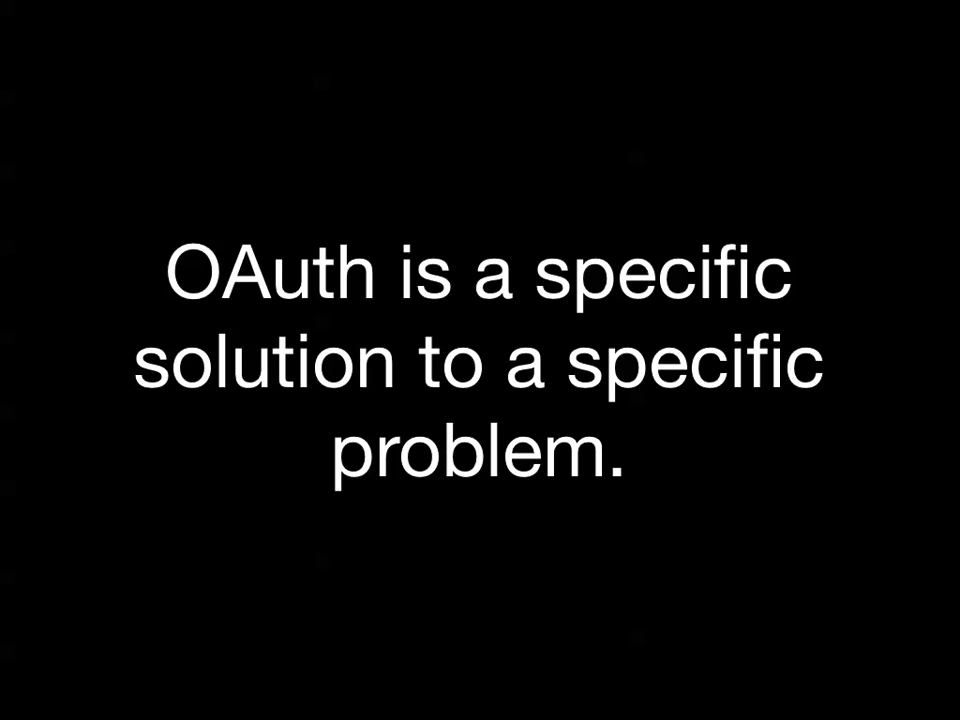 OAuth is a specific
solution to a specific
problem.